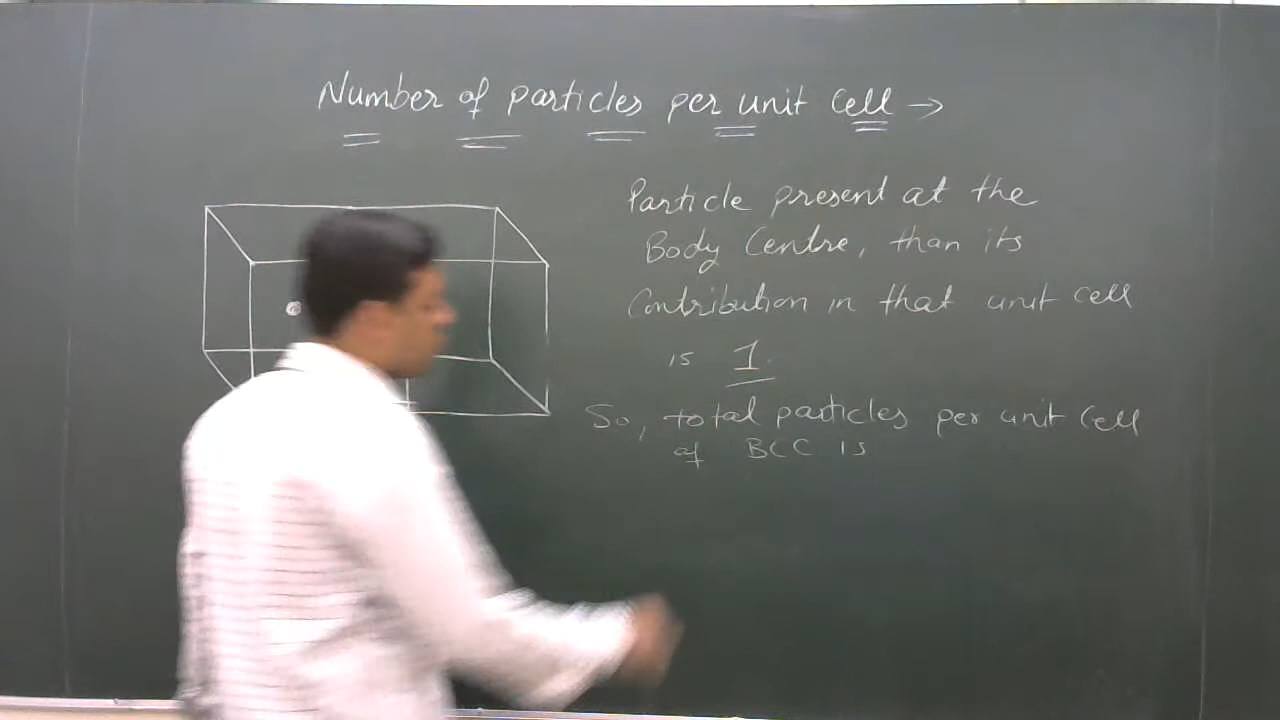 Number of particles per unit cell →
Particle present at the
Body Centre, than its
Contribution in that unit cell
is 1.
So, total particles per unit cell
of BCC is